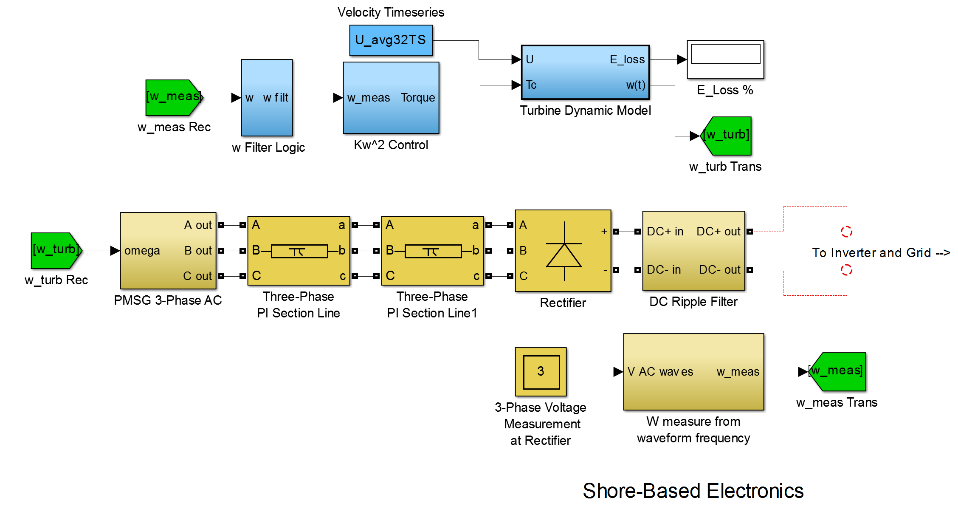 Velocity Timeseries
U_avg32TS
U
E_loss
Tc
w(t)
Turbine Dynamic Model
E_Loss %
[w_meas]
w_meas Rec
w
w filt
w Filter Logic
w_meas
Torque
Kw^2 Control
[w_turb]
w_turb Trans
[w_turb]
w_turb Rec
omega
A out
B out
C out
PMSG 3-Phase AC
A
a
B
b
C
c
Three-Phase
PI Section Line
A
a
B
b
C
c
Three-Phase
PI Section Line1
A
B
C
+
-
Rectifier
DC+ in
DC+ out
DC- in
DC- out
DC Ripple Filter
To Inverter and Grid -->
3
3-Phase Voltage
Measurement
at Rectifier
V AC waves
w_meas
W measure from
waveform frequency
[w_meas]
w_meas Trans
Shore-Based Electronics